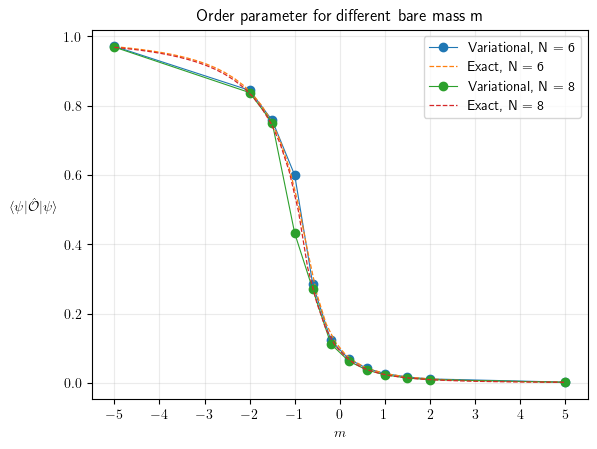 Order parameter for different bare mass m
Variational, N = 6
Exact, N = 6
Variational, N = 8
Exact, N = 8
1.0
0.8
0.6
0.4
0.2
0.0
⟨ψ|Ô|ψ⟩
−5 −4 −3 −2 −1 0 1 2 3 4 5
m